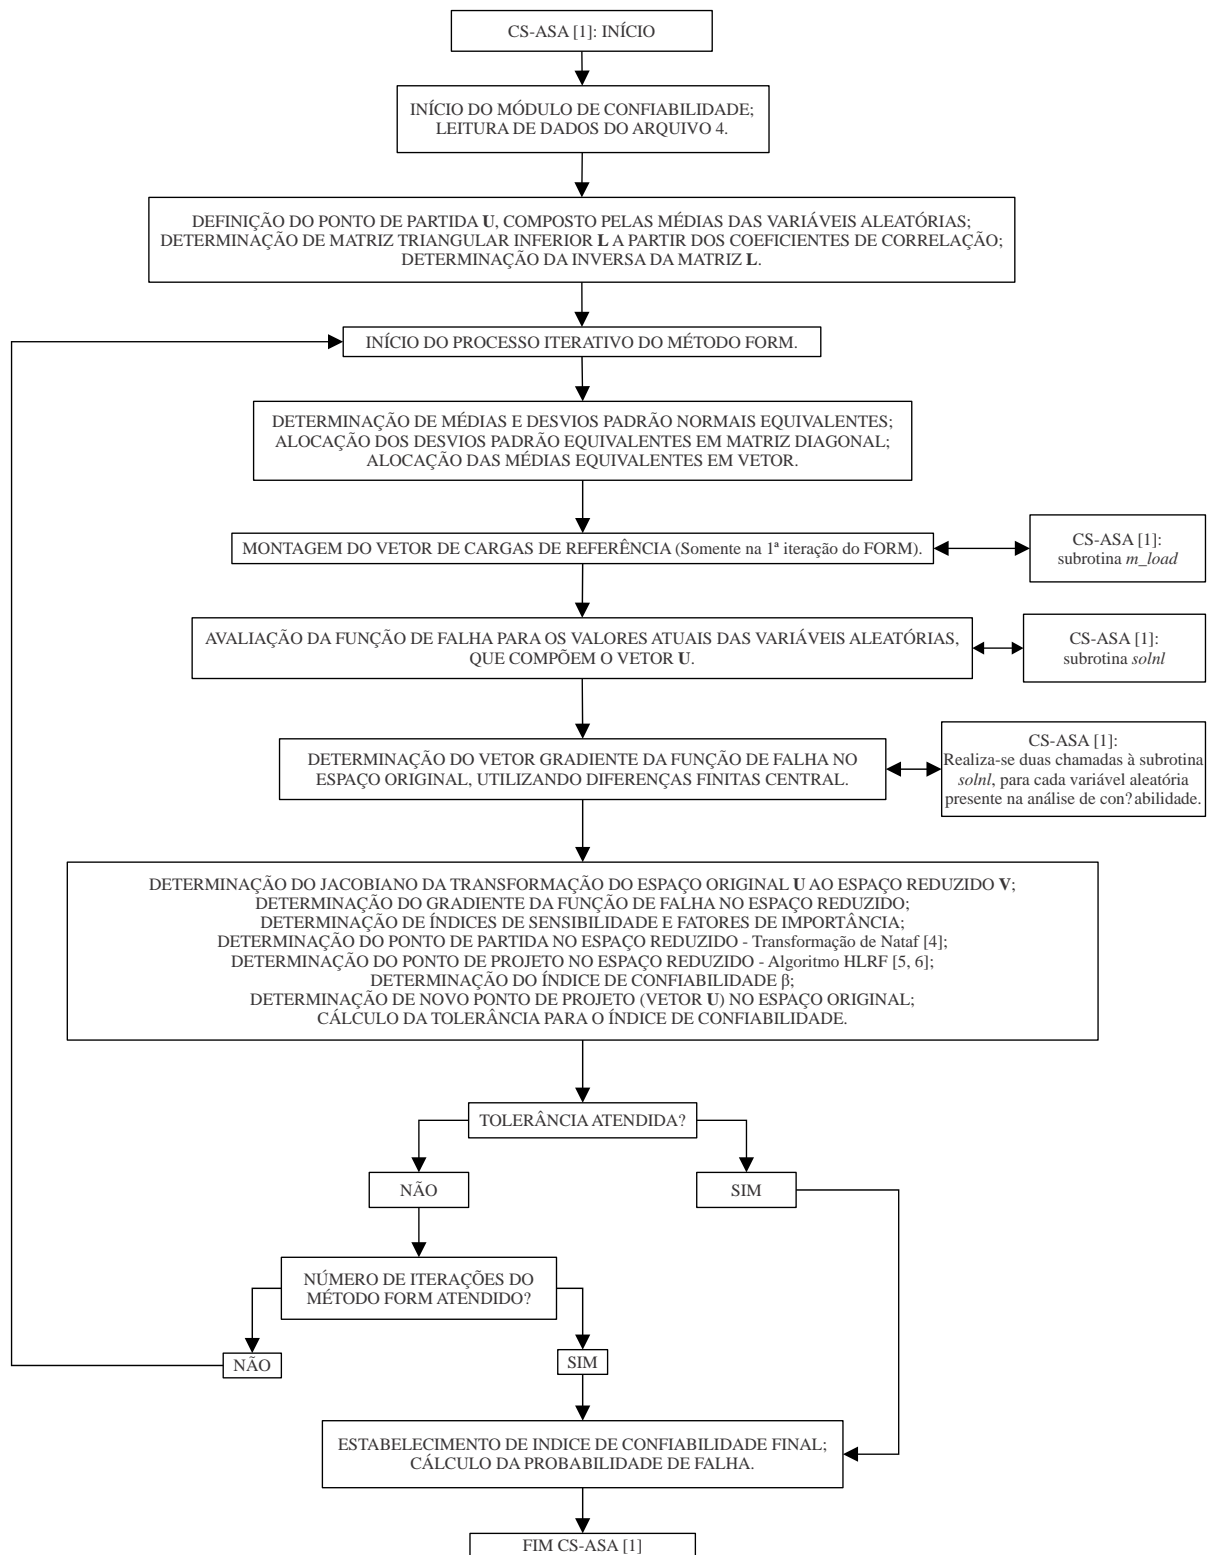 CS-ASA [1]: INÍCIO
INÍCIO DO MÓDULO DE CONFIABILIDADE;
LEITURA DE DADOS DO ARQUIVO 4.
DEFINIÇÃO DO PONTO DE PARTIDA U, COMPOSTO PELAS MÉDIAS DAS VARIÁVEIS ALEATÓRIAS;
DETERMINAÇÃO DE MATRIZ TRIANGULAR INFERIOR L A PARTIR DOS COEFICIENTES DE CORRELAÇÃO;
DETERMINAÇÃO DA INVERSA DA MATRIZ L.
INÍCIO DO PROCESSO ITERATIVO DO MÉTODO FORM.
DETERMINAÇÃO DE MÉDIAS E DESVIOS PADRÃO NORMAIS EQUIVALENTES;
ALOCAÇÃO DOS DESVIOS PADRÃO EQUIVALENTES EM MATRIZ DIAGONAL;
ALOCAÇÃO DAS MÉDIAS EQUIVALENTES EM VETOR.
MONTAGEM DO VETOR DE CARGAS DE REFERÊNCIA (Somente na 1ª iteração do FORM).
CS-ASA [1]:
subrotina m_load
AVALIAÇÃO DA FUNÇÃO DE FALHA PARA OS VALORES ATUAIS DAS VARIÁVEIS ALEATÓRIAS,
QUE COMPÕEM O VETOR U.
CS-ASA [1]:
subrotina solnl
DETERMINAÇÃO DO VETOR GRADIENTE DA FUNÇÃO DE FALHA NO
ESPAÇO ORIGINAL, UTILIZANDO DIFERENÇAS FINITAS CENTRAL.
CS-ASA [1]:
Realiza-se duas chamadas à subrotina
solnl, para cada variável aleatória
presente na análise de con?abilidade.
DETERMINAÇÃO DO JACOBIANO DA TRANSFORMAÇÃO DO ESPAÇO ORIGINAL U AO ESPAÇO REDUZIDO V;
DETERMINAÇÃO DO GRADIENTE DA FUNÇÃO DE FALHA NO ESPAÇO REDUZIDO;
DETERMINAÇÃO DE ÍNDICES DE SENSIBILIDADE E FATORES DE IMPORTÂNCIA;
DETERMINAÇÃO DO PONTO DE PARTIDA NO ESPAÇO REDUZIDO - Transformação de Nataf [4];
DETERMINAÇÃO DO PONTO DE PROJETO NO ESPAÇO REDUZIDO - Algoritmo HLRF [5, 6];
DETERMINAÇÃO DO ÍNDICE DE CONFIABILIDADE β;
DETERMINAÇÃO DE NOVO PONTO DE PROJETO (VETOR U) NO ESPAÇO ORIGINAL;
CÁLCULO DA TOLERÂNCIA PARA O ÍNDICE DE CONFIABILIDADE.
TOLERÂNCIA ATENDIDA?
NÃO
SIM
NÚMERO DE ITERAÇÕES DO
MÉTODO FORM ATENDIDO?
NÃO
SIM
ESTABELECIMENTO DE INDICE DE CONFIABILIDADE FINAL;
CÁLCULO DA PROBABILIDADE DE FALHA.
FIM CS-ASA [1]